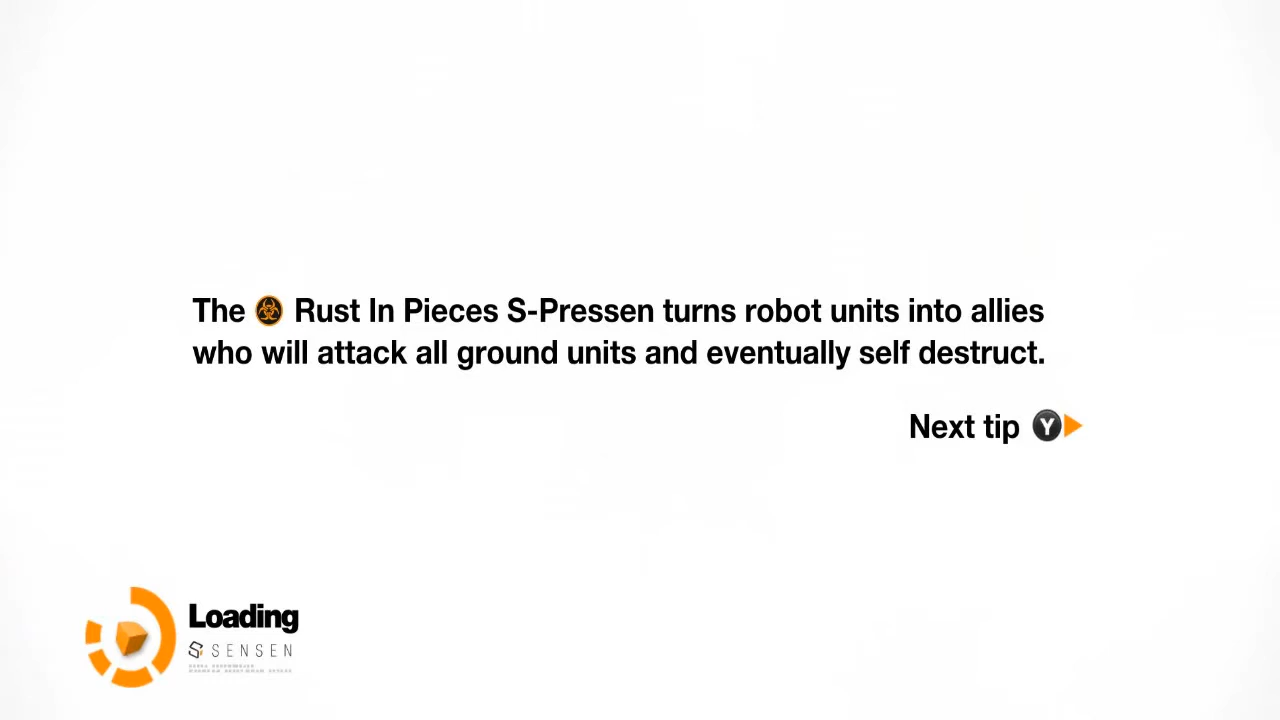 The Rust In Pieces S-Pressen turns robot units into allies
who will attack all ground units and eventually self destruct.
Next tip Y
Loading
SENSEN